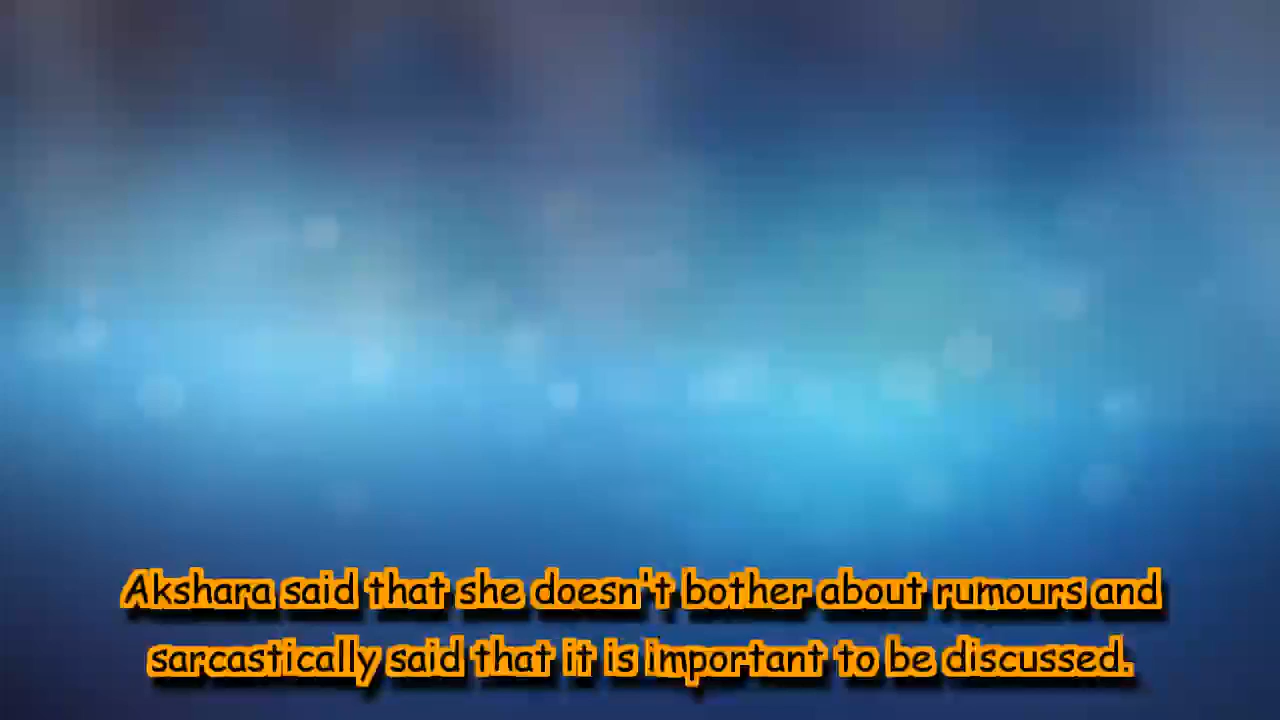 Akshara said that she doesn't bother about rumours and
sarcastically said that it is important to be discussed.